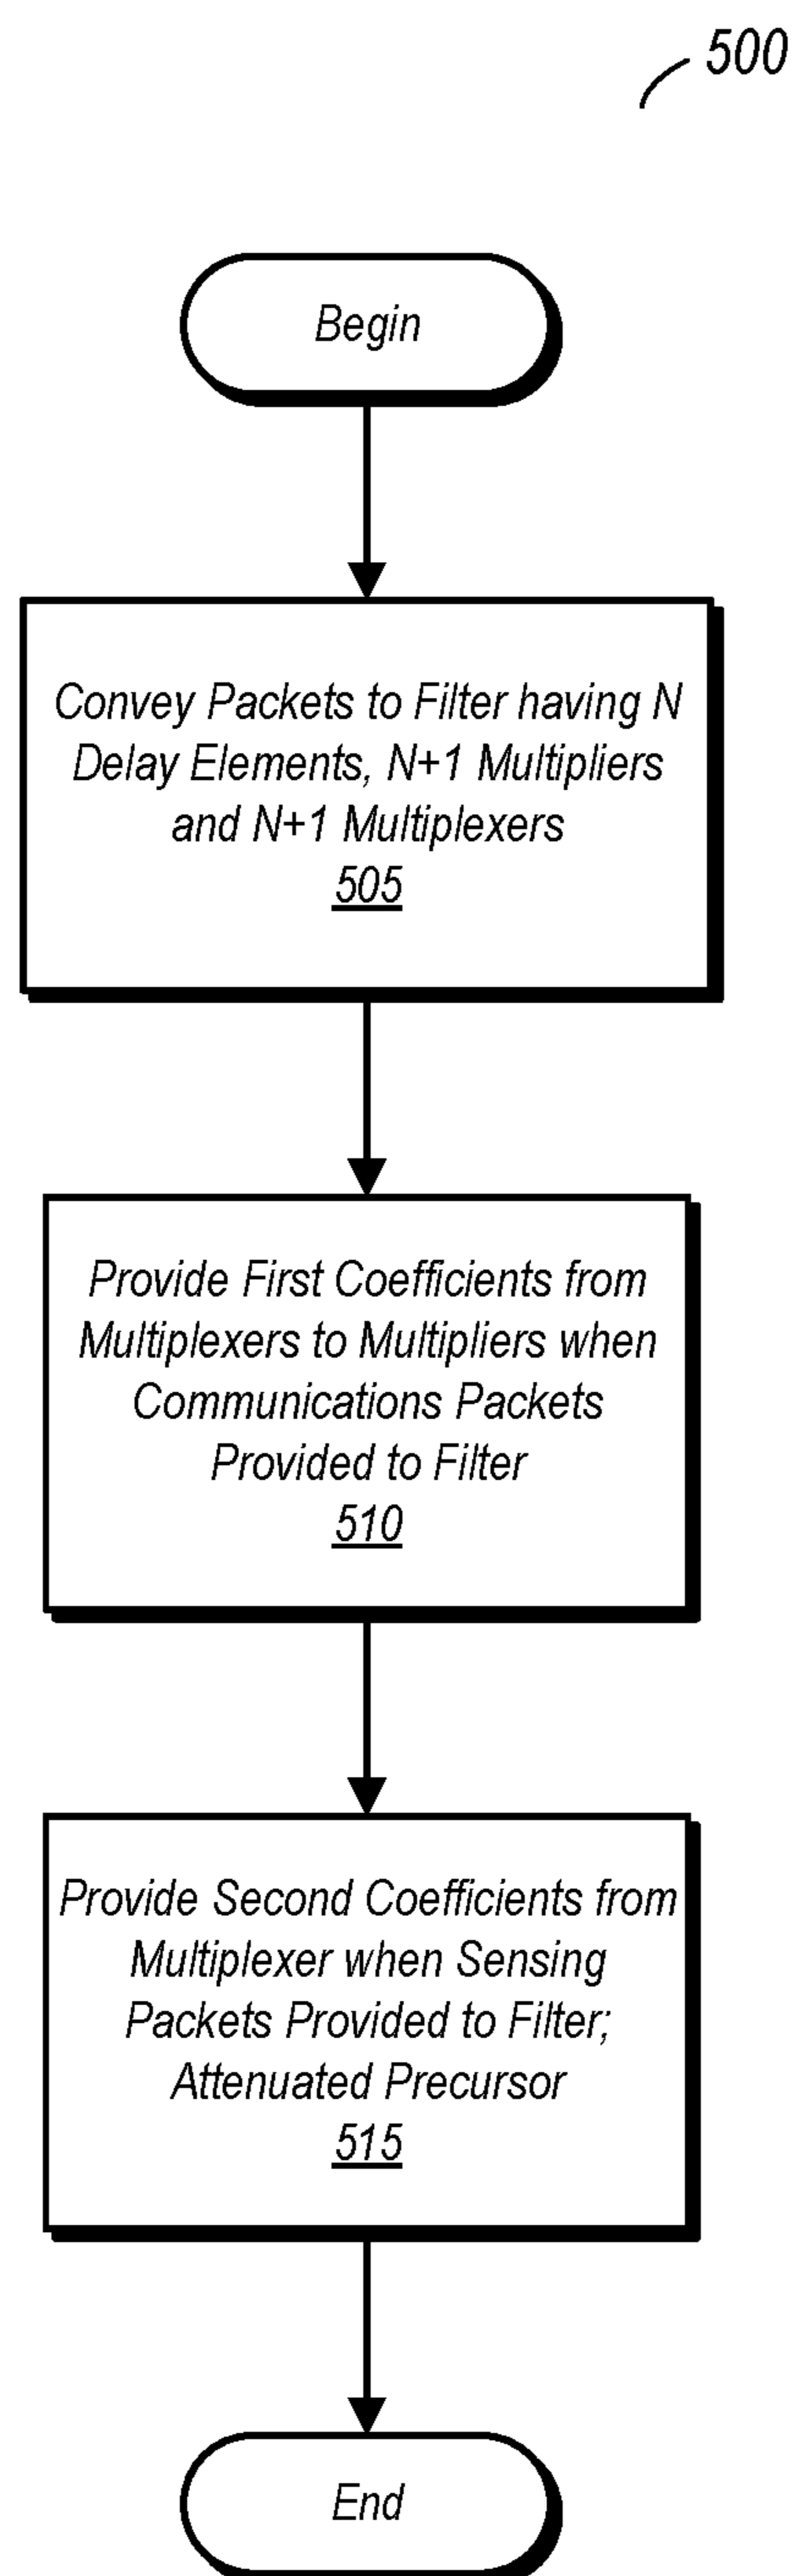 500
Begin
Convey Packets to Filter having N
Delay Elements, N+1 Multipliers
and N+1 Multiplexers
505
Provide First Coefficients from
Multiplexers to Multipliers when
Communications Packets
Provided to Filter
510
Provide Second Coefficients from
Multiplexer when Sensing
Packets Provided to Filter;
Attenuated Precursor
515
End